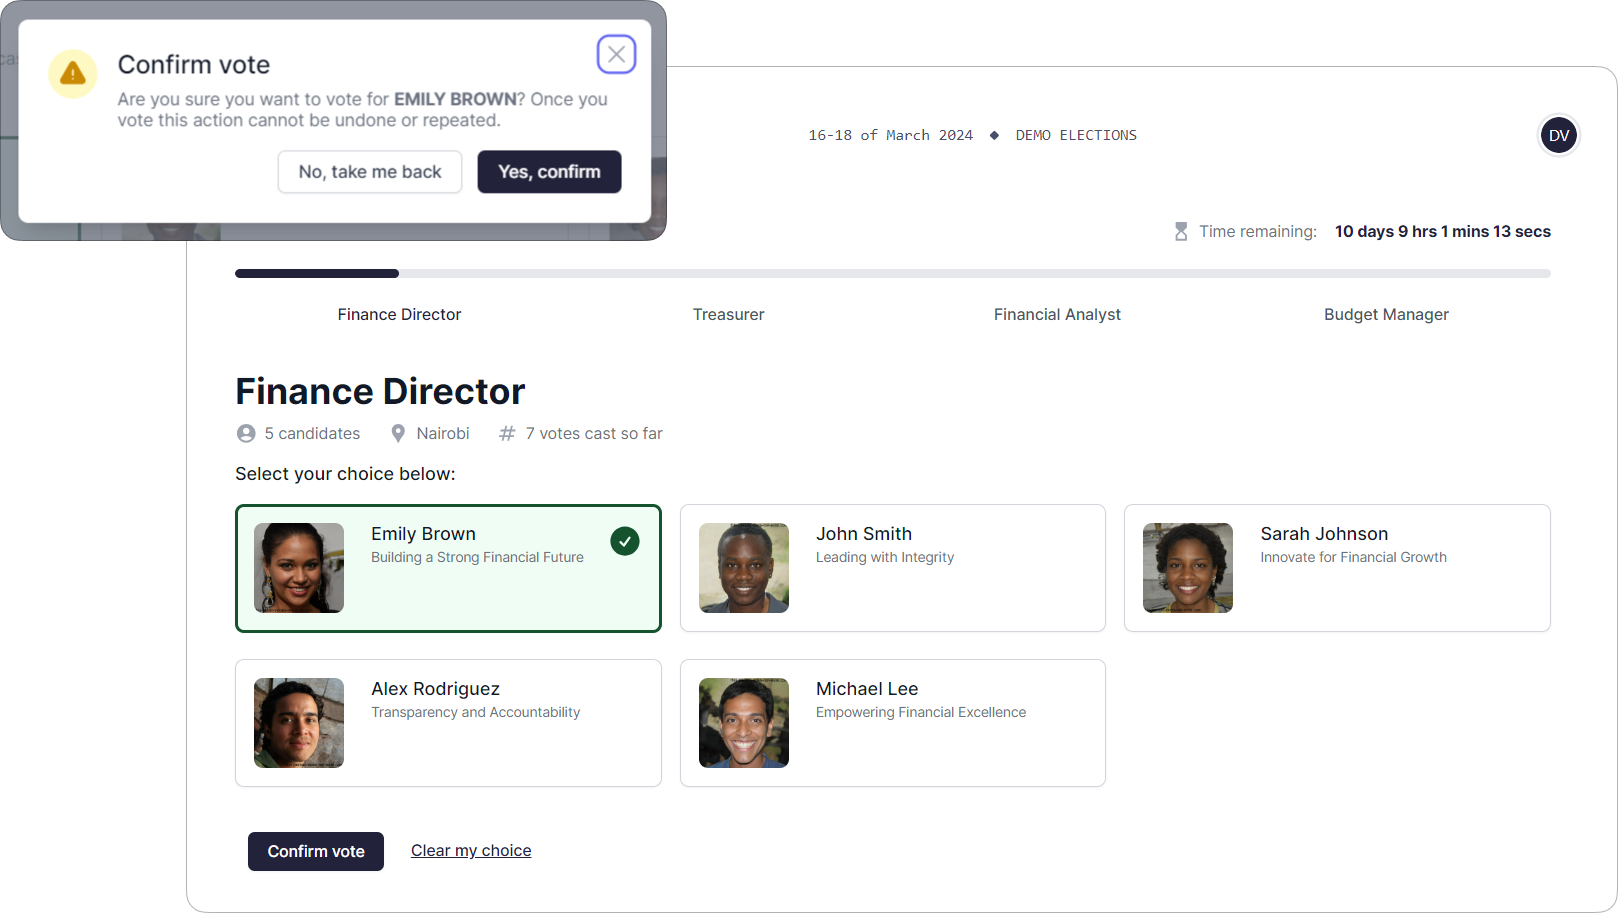 Confirm vote
Are you sure you want to vote for EMILY BROWN? Once you
vote this action cannot be undone or repeated.
No, take me back
Yes, confirm
16-18 of March 2024 ◆ DEMO ELECTIONS
DV
Time remaining: 10 days 9 hrs 1 mins 13 secs
Finance Director
Treasurer
Financial Analyst
Budget Manager
Finance Director
5 candidates
Nairobi
# 7 votes cast so far
Select your choice below:
Emily Brown
Building a Strong Financial Future
John Smith
Leading with Integrity
Sarah Johnson
Innovate for Financial Growth
Alex Rodriguez
Transparency and Accountability
Michael Lee
Empowering Financial Excellence
Confirm vote
Clear my choice